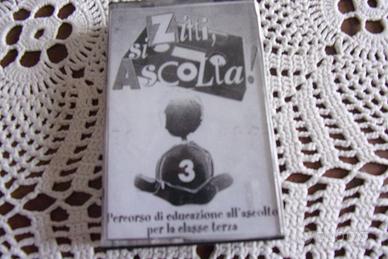 Zitti,
si
Ascolta!
3
Percorso di educazione all'ascolto
per la classe terza